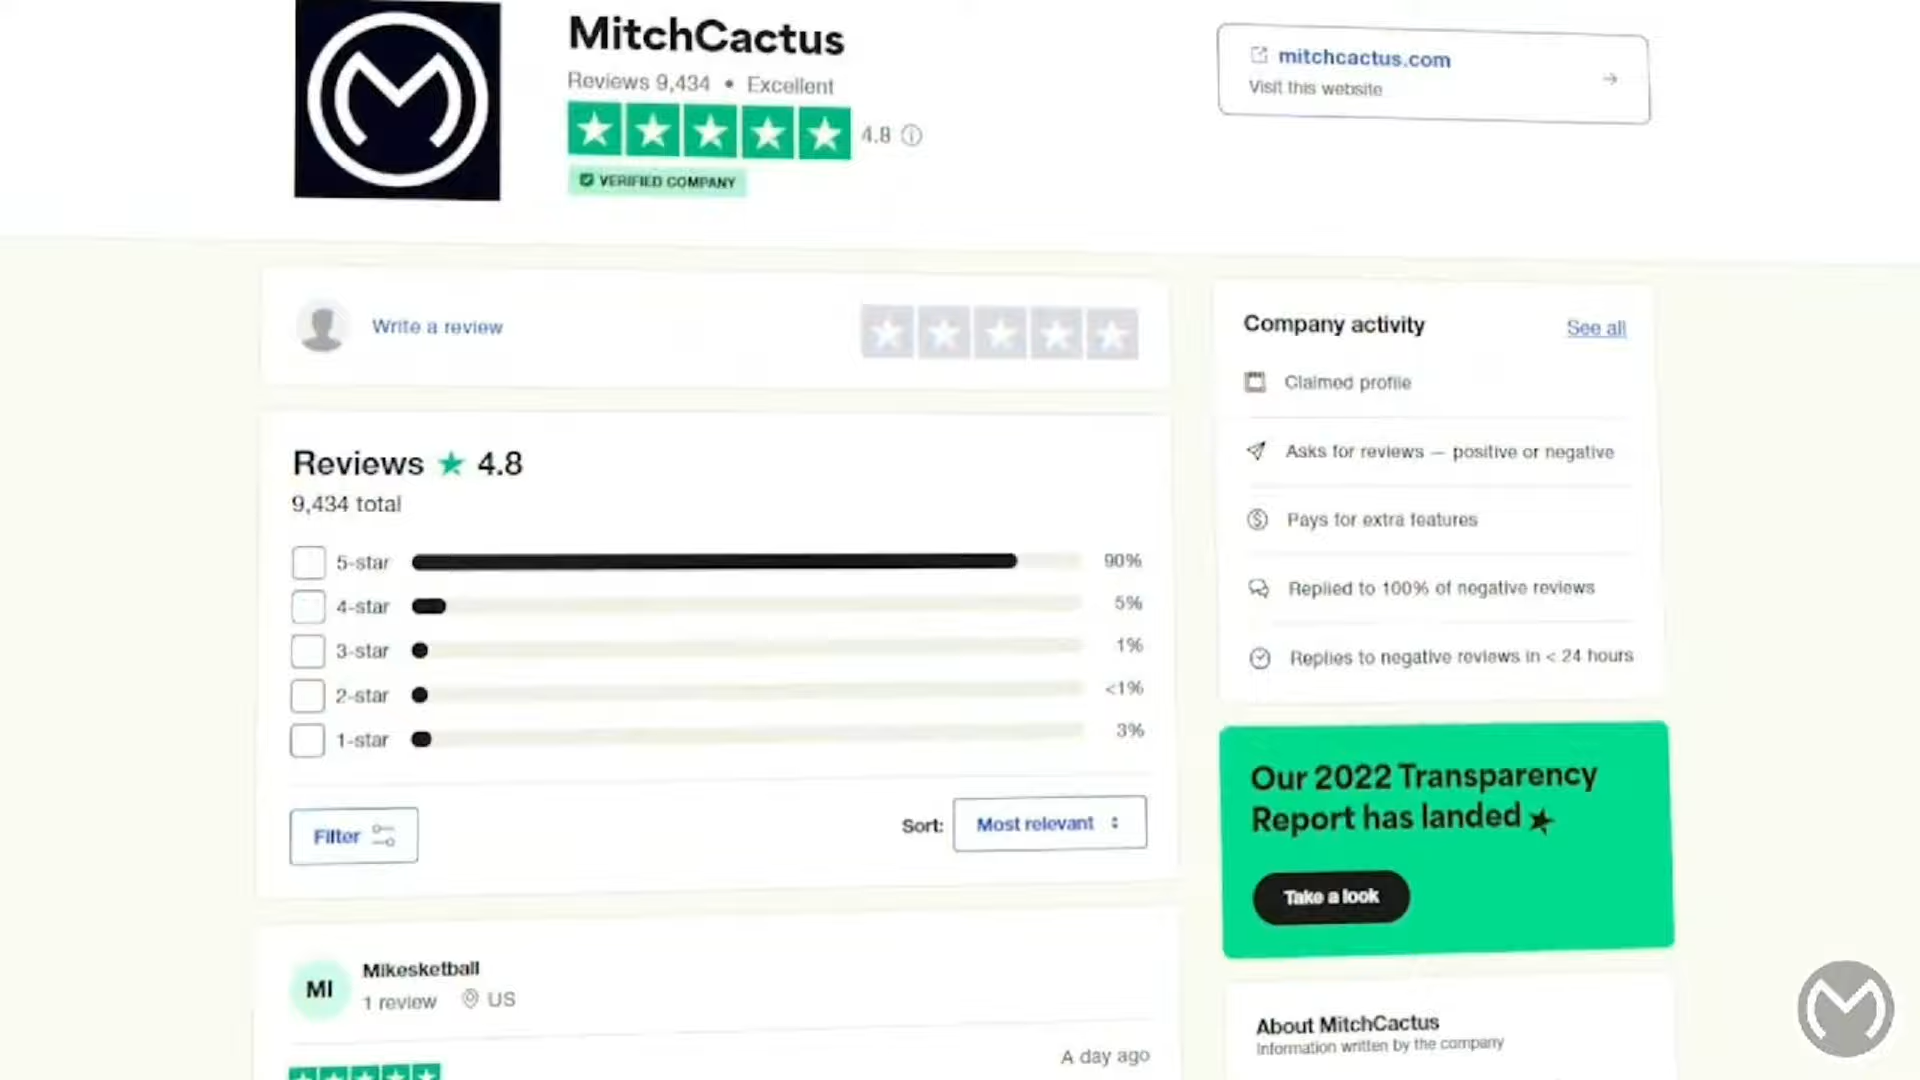 MitchCactus
Reviews 9,434 • Excellent
4.8
VERIFIED COMPANY
mitchcactus.com
Visit this website
Write a review
Reviews ★ 4.8
9,434 total
5-star 90%
4-star 5%
3-star 1%
2-star <1%
1-star 3%
Filter
Sort: Most relevant
MI
Mikesketball
1 review US
A day ago
Company activity See all
Claimed profile
Asks for reviews — positive or negative
Pays for extra features
Replied to 100% of negative reviews
Replies to negative reviews in < 24 hours
Our 2022 Transparency
Report has landed
Take a look
About MitchCactus
Information written by the company